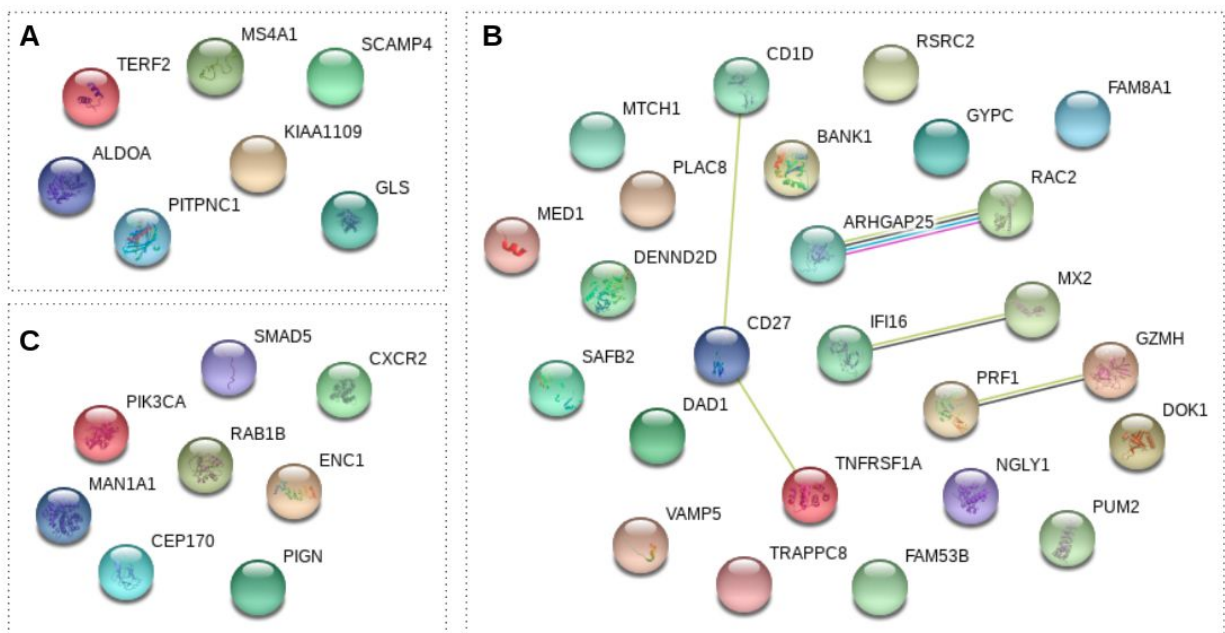 A
MS4A1
SCAMP4
TERF2
KIAA1109
ALDOA
GLS
PITPNC1
B
CD1D
RSRC2
FAM8A1
MTCH1
GYPC
BANK1
PLAC8
RAC2
MED1
ARHGAP25
DENND2D
MX2
CD27
IFI16
GZMH
SAFB2
PRF1
DAD1
DOK1
TNFRSF1A
NGLY1
VAMP5
PUM2
TRAPPC8
FAM53B
C
SMAD5
CXCR2
PIK3CA
RAB1B
ENC1
MAN1A1
CEP170
PIGN